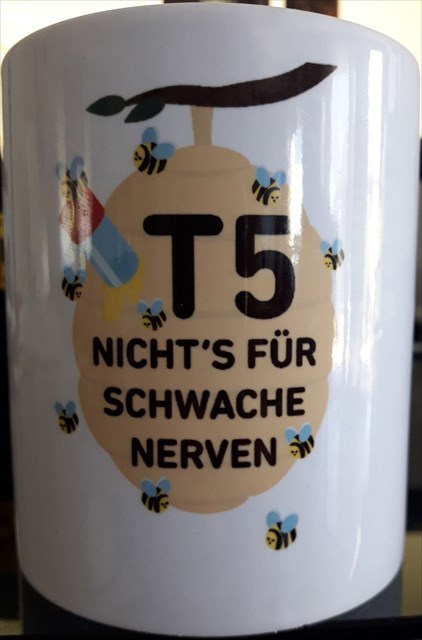 T5
NICHT'S FÜR
SCHWACHE
NERVEN